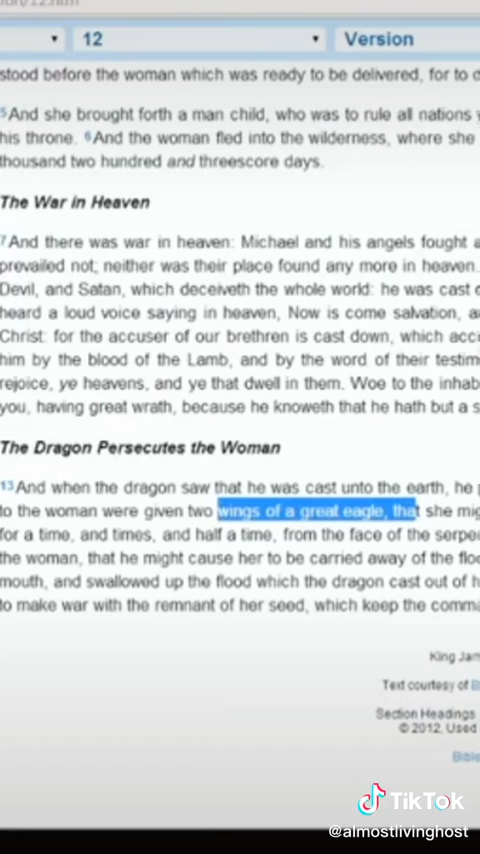 12
Version
stood before the woman which was ready to be delivered, for to
5And she brought forth a man child, who was to rule all nations
his throne. 6And the woman fled into the wilderness, where she
thousand two hundred and threescore days.
The War in Heaven
7And there was war in heaven: Michael and his angels fought
prevailed not; neither was their place found any more in heaven.
Devil, and Satan, which deceiveth the whole world: he was cast
heard a loud voice saying in heaven, Now is come salvation,
Christ: for the accuser of our brethren is cast down, which
him by the blood of the Lamb, and by the word of their
rejoice, ye heavens, and ye that dwell in them. Woe to the
you, having great wrath, because he knoweth that he hath but a
The Dragon Persecutes the Woman
13And when the dragon saw that he was cast unto the earth, he
to the woman were given two wings of a great eagle, that she
for a time, and times, and half a time, from the face of the
the woman, that he might cause her to be carried away of the
mouth, and swallowed up the flood which the dragon cast out of
to make war with the remnant of her seed, which keep the
King
Text courtesy of
Section Headings
© 2012, Used
TikTok
@almostlivinghost